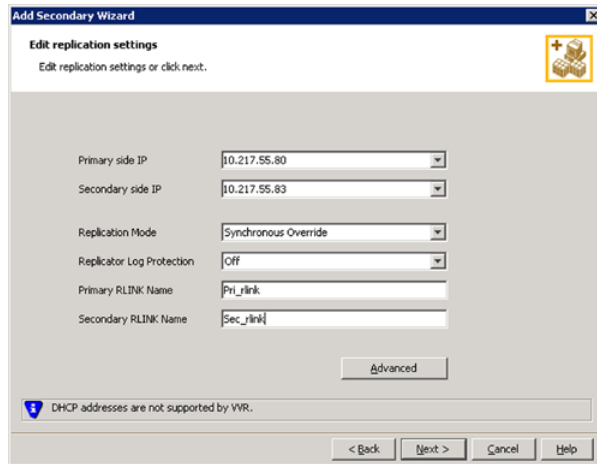 Add Secondary Wizard
Edit replication settings
Edit replication settings or click next.
Primary side IP 10.217.55.80
Secondary side IP 10.217.55.83
Replication Mode Synchronous Override
Replicator Log Protection Off
Primary RLINK Name Pri_rlink
Secondary RLINK Name Sec_rlink
Advanced
DHCP addresses are not supported by VVR.
< Back Next > Cancel Help